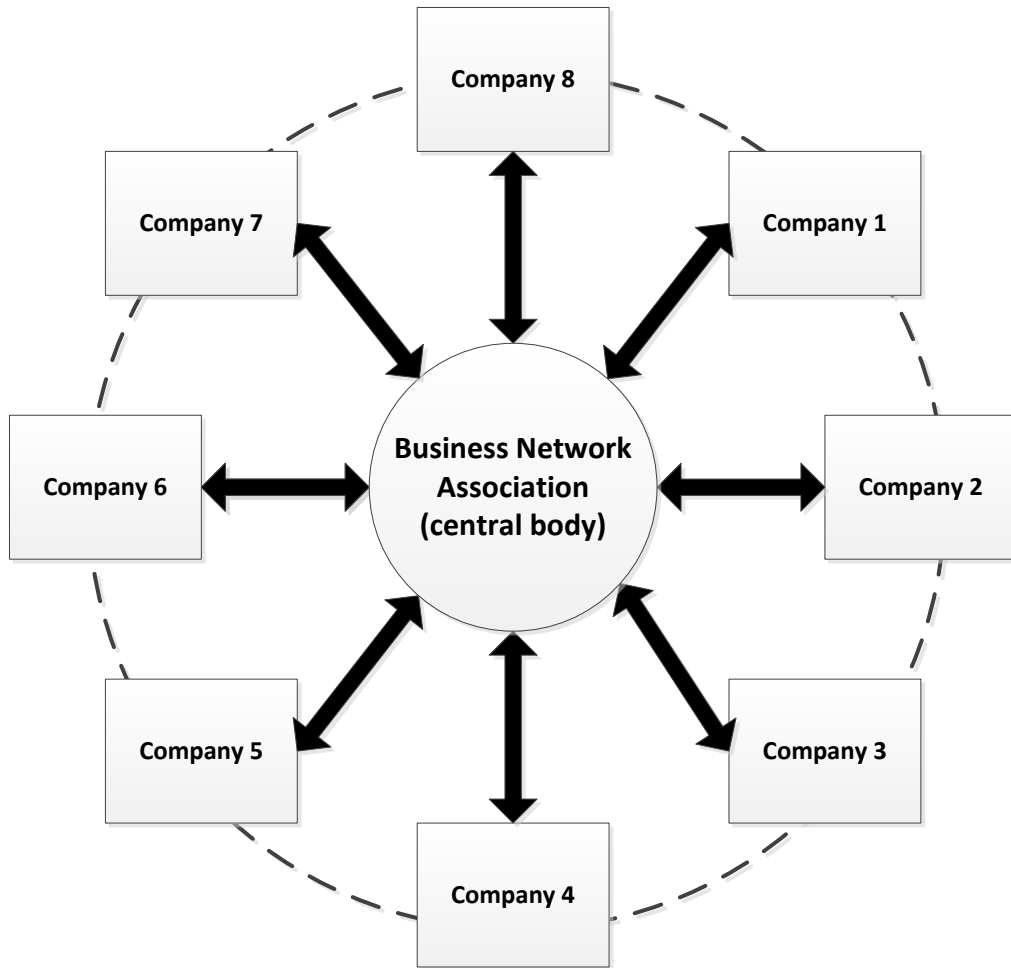 Company 8
Company 7
Company 1
Business Network
Association
(central body)
Company 6
Company 2
Company 5
Company 3
Company 4